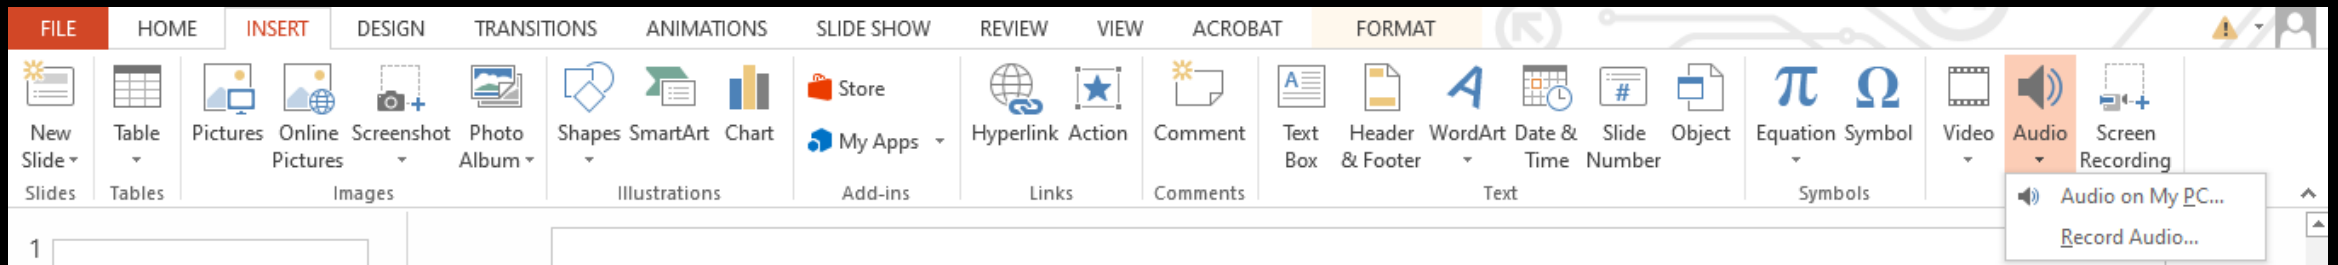 FILE HOME INSERT DESIGN TRANSITIONS ANIMATIONS SLIDE SHOW REVIEW VIEW ACROBAT FORMAT
New Slide
Table
Pictures
Online Pictures
Screenshot
Photo Album
Shapes
SmartArt
Chart
Store
My Apps
Hyperlink
Action
Comment
Text Box
Header & Footer
WordArt
Date & Time
Slide Number
Object
Equation
Symbol
Video
Audio
Screen Recording
Slides Tables Images Illustrations Add-ins Links Comments Text Symbols
Audio on My PC...
Record Audio...
1